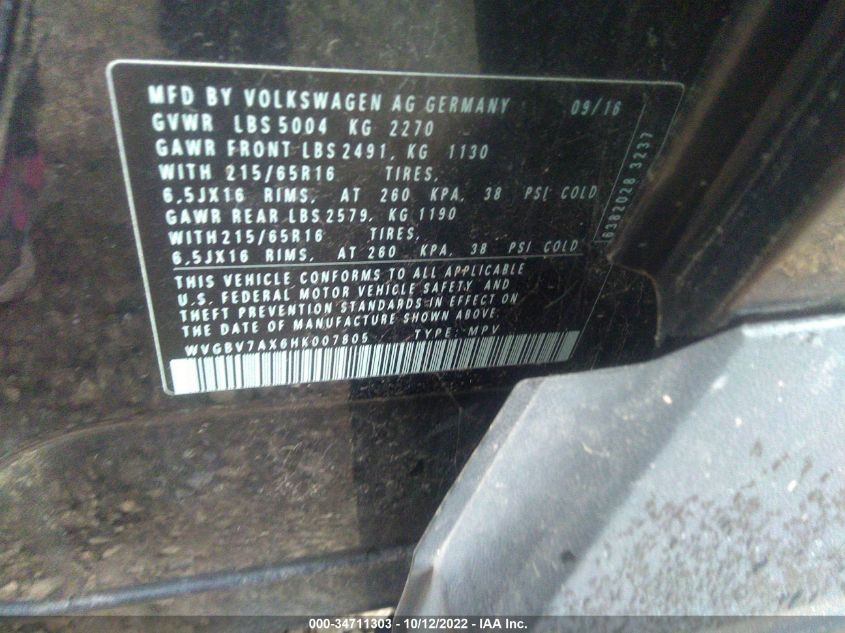 MFD BY VOLKSWAGEN AG GERMANY 09/16
GVWR LBS 5004 KG 2270
GAWR FRONT LBS 2491, KG 1130
WITH 215/65R16 TIRES,
6,5JX16 RIMS, AT 260 KPA, 38 PSI COLD
GAWR REAR LBS 2579, KG 1190
WITH 215/65R16 TIRES,
6,5JX16 RIMS, AT 260 KPA, 38 PSI COLD
6382028 3237
THIS VEHICLE CONFORMS TO ALL APPLICABLE
U.S. FEDERAL MOTOR VEHICLE SAFETY AND
THEFT PREVENTION STANDARDS IN EFFECT ON
THE DATE OF MANUFACTURE SHOWN ABOVE.
WVGBV7AX6HK007805 TYPE: MPV
000-34711303 - 10/12/2022 - IAA Inc.